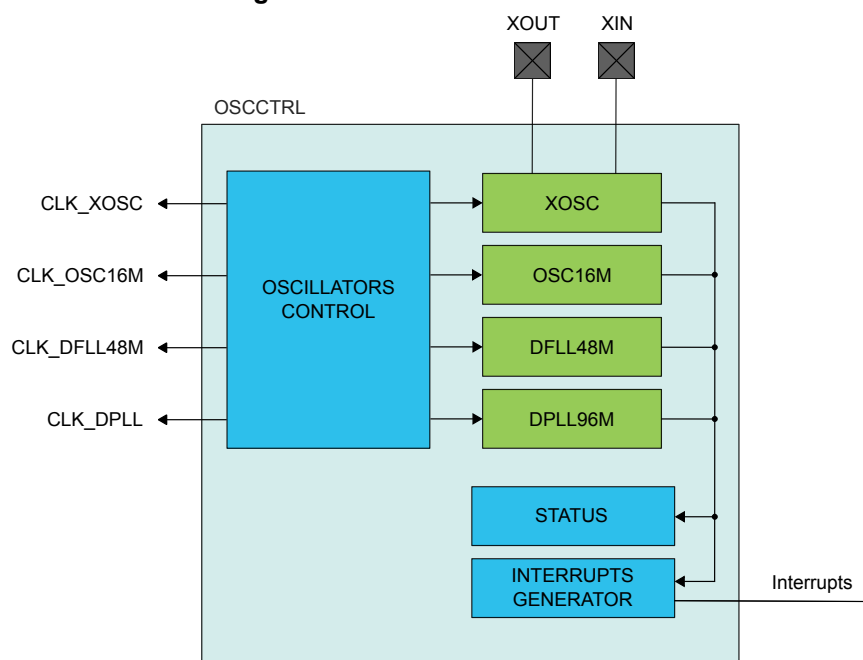 g
XOUT XIN
OSCCTRL
CLK_XOSC
XOSC
CLK_OSC16M
OSCILLATORS
CONTROL
OSC16M
CLK_DFLL48M
DFLL48M
CLK_DPLL
DPLL96M
STATUS
INTERRUPTS
GENERATOR
Interrupts